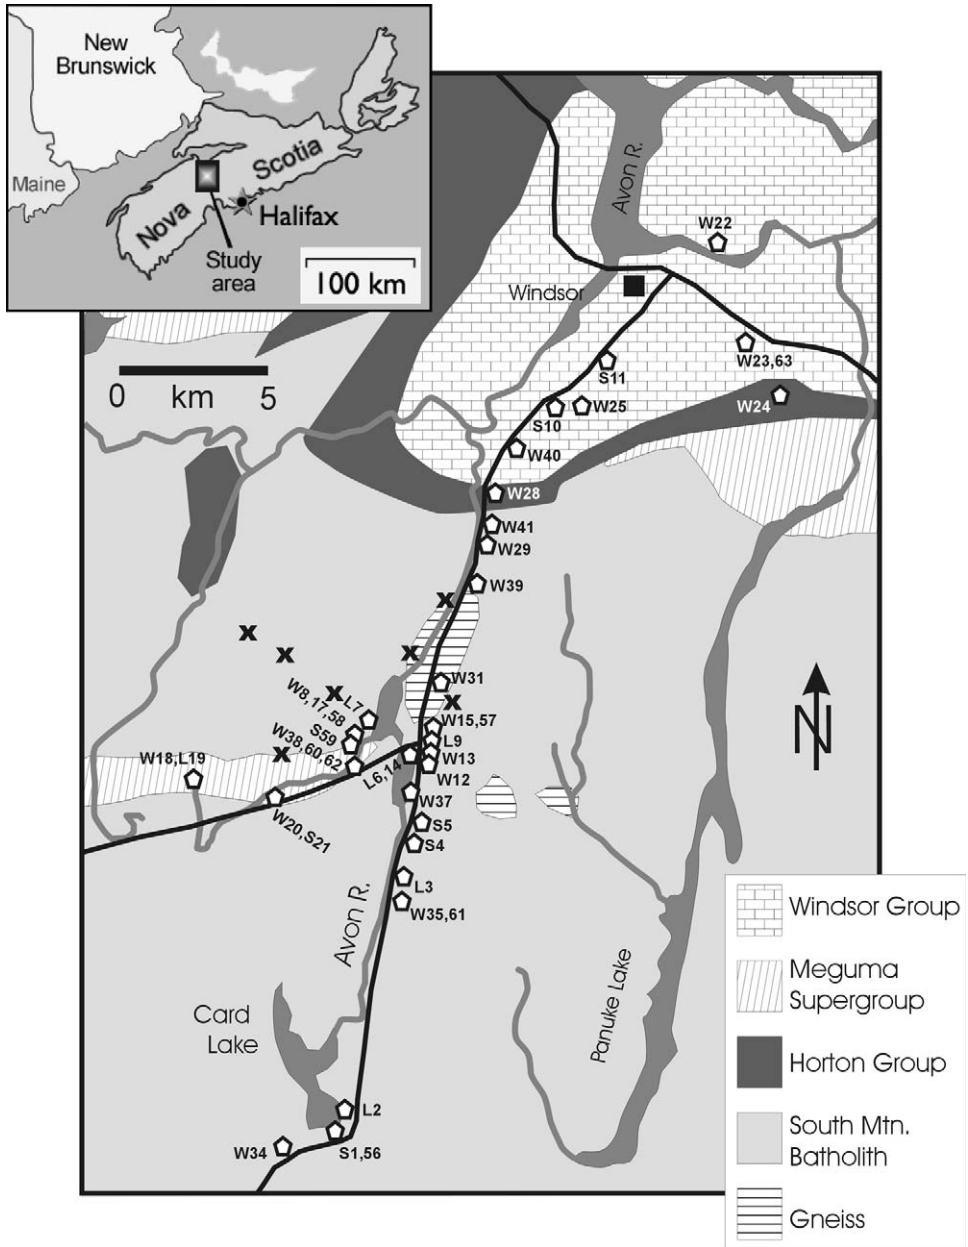 New
Brunswick
Maine
Nova
Scotia
Halifax
Study
area
100 km
Avon R.
W22
Windsor
W23,63
S11
W24
W25
S10
W40
W28
W41
W29
W39
0 km 5
W31
L7
W8,17,58
S59
W38,60,62
W15,57
L9
W13
W12
L6,14
W18,L19
W20,S21
W37
S5
S4
L3
W35,61
N
Avon R.
Card
Lake
Panuke Lake
L2
S1,56
W34
Windsor Group
Meguma
Supergroup
Horton Group
South Mtn.
Batholith
Gneiss